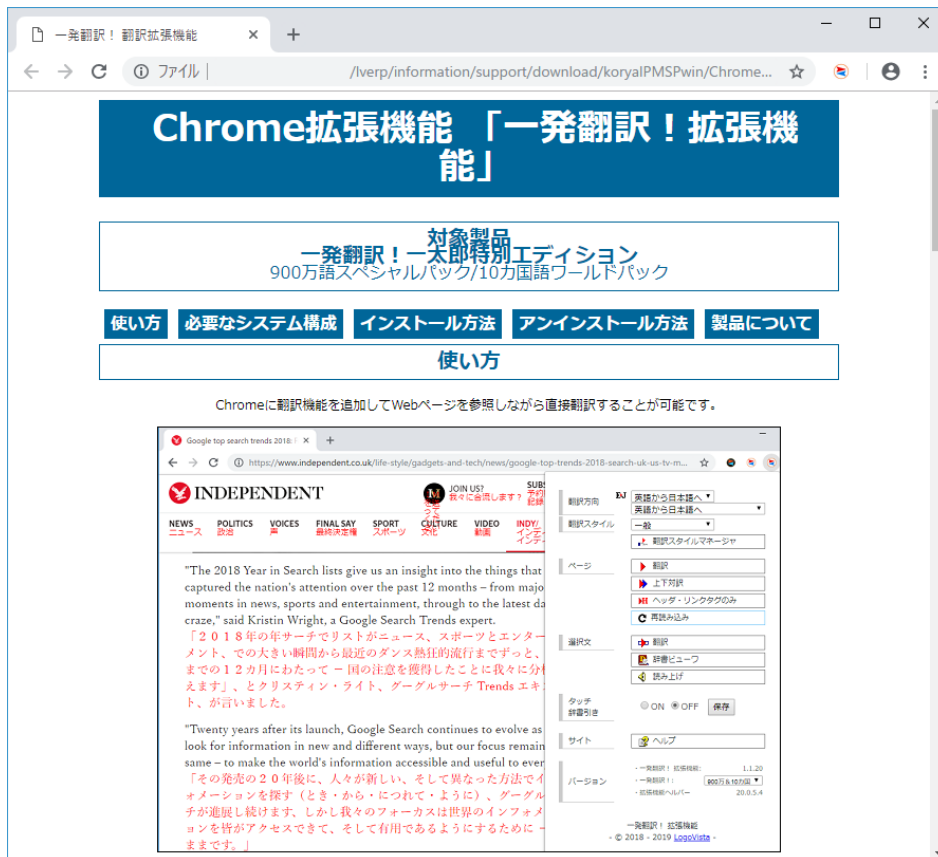 一発翻訳！ 翻訳拡張機能
ファイル
/lverp/information/support/download/koryalPMSPwin/Chrome...
Chrome拡張機能 「一発翻訳！拡張機
能」
対象製品
一発翻訳！一太郎特別エディション
900万語スペシャルパック/10カ国語ワールドパック
使い方 必要なシステム構成 インストール方法 アンインストール方法 製品について
使い方
Chromeに翻訳機能を追加してWebページを参照しながら直接翻訳することが可能です。
Google top search trends 2018:
https://www.independent.co.uk/life-style/gadgets-and-tech/news/google-top-trends-2018-search-uk-us-tv-m...
INDEPENDENT
M
JOIN US?
我々に合流します？
SUBS
予約
記録
NEWS POLITICS VOICES FINAL SAY SPORT CULTURE VIDEO INDY/
ニュース 政治 声 最終決定権 スポーツ 文化 動画 インディ
インディ
"The 2018 Year in Search lists give us an insight into the things that
captured the nation's attention over the past 12 months – from majo
moments in news, sports and entertainment, through to the latest da
craze," said Kristin Wright, a Google Search Trends expert.
「２０１８年の年サーチでリストがニュース、スポーツとエンター
メント、での大きい瞬間から最近のダンス熱狂的流行までずっと、
までの１２カ月にわたって － 国の注意を獲得したことに我々に分析
えます」、とクリスティン・ライト、グーグルサーチ Trends エキ
ト、が言いました。
"Twenty years after its launch, Google Search continues to evolve as
look for information in new and different ways, but our focus remain
same – to make the world's information accessible and useful to ever
「その発売の２０年後に、人々が新しい、そして異なった方法でイ
ォメーションを探す（とき・から・につれて・ように）、グーグル
チが進展し続けます、しかし我々のフォーカスは世界のインフォメ
ョンを皆がアクセスできて、そして有用であるようにするために －
ままです。」
翻訳方向 EJ 英語から日本語へ
英語から日本語へ
翻訳スタイル 一般
翻訳スタイルマネージャ
ページ 翻訳
上下対訳
ヘッダ・リンクタグのみ
再読み込み
選択文 翻訳
辞書ビューワ
読み上げ
タッチ
辞書引き
ON OFF 保存
サイト ヘルプ
バージョン
・一発翻訳！ 拡張機能: 1.1.20
・一発翻訳！: 900万&10カ国
・拡張機能ヘルパー 20.0.5.4
一発翻訳！ 拡張機能
- © 2018 - 2019 LogoVista -